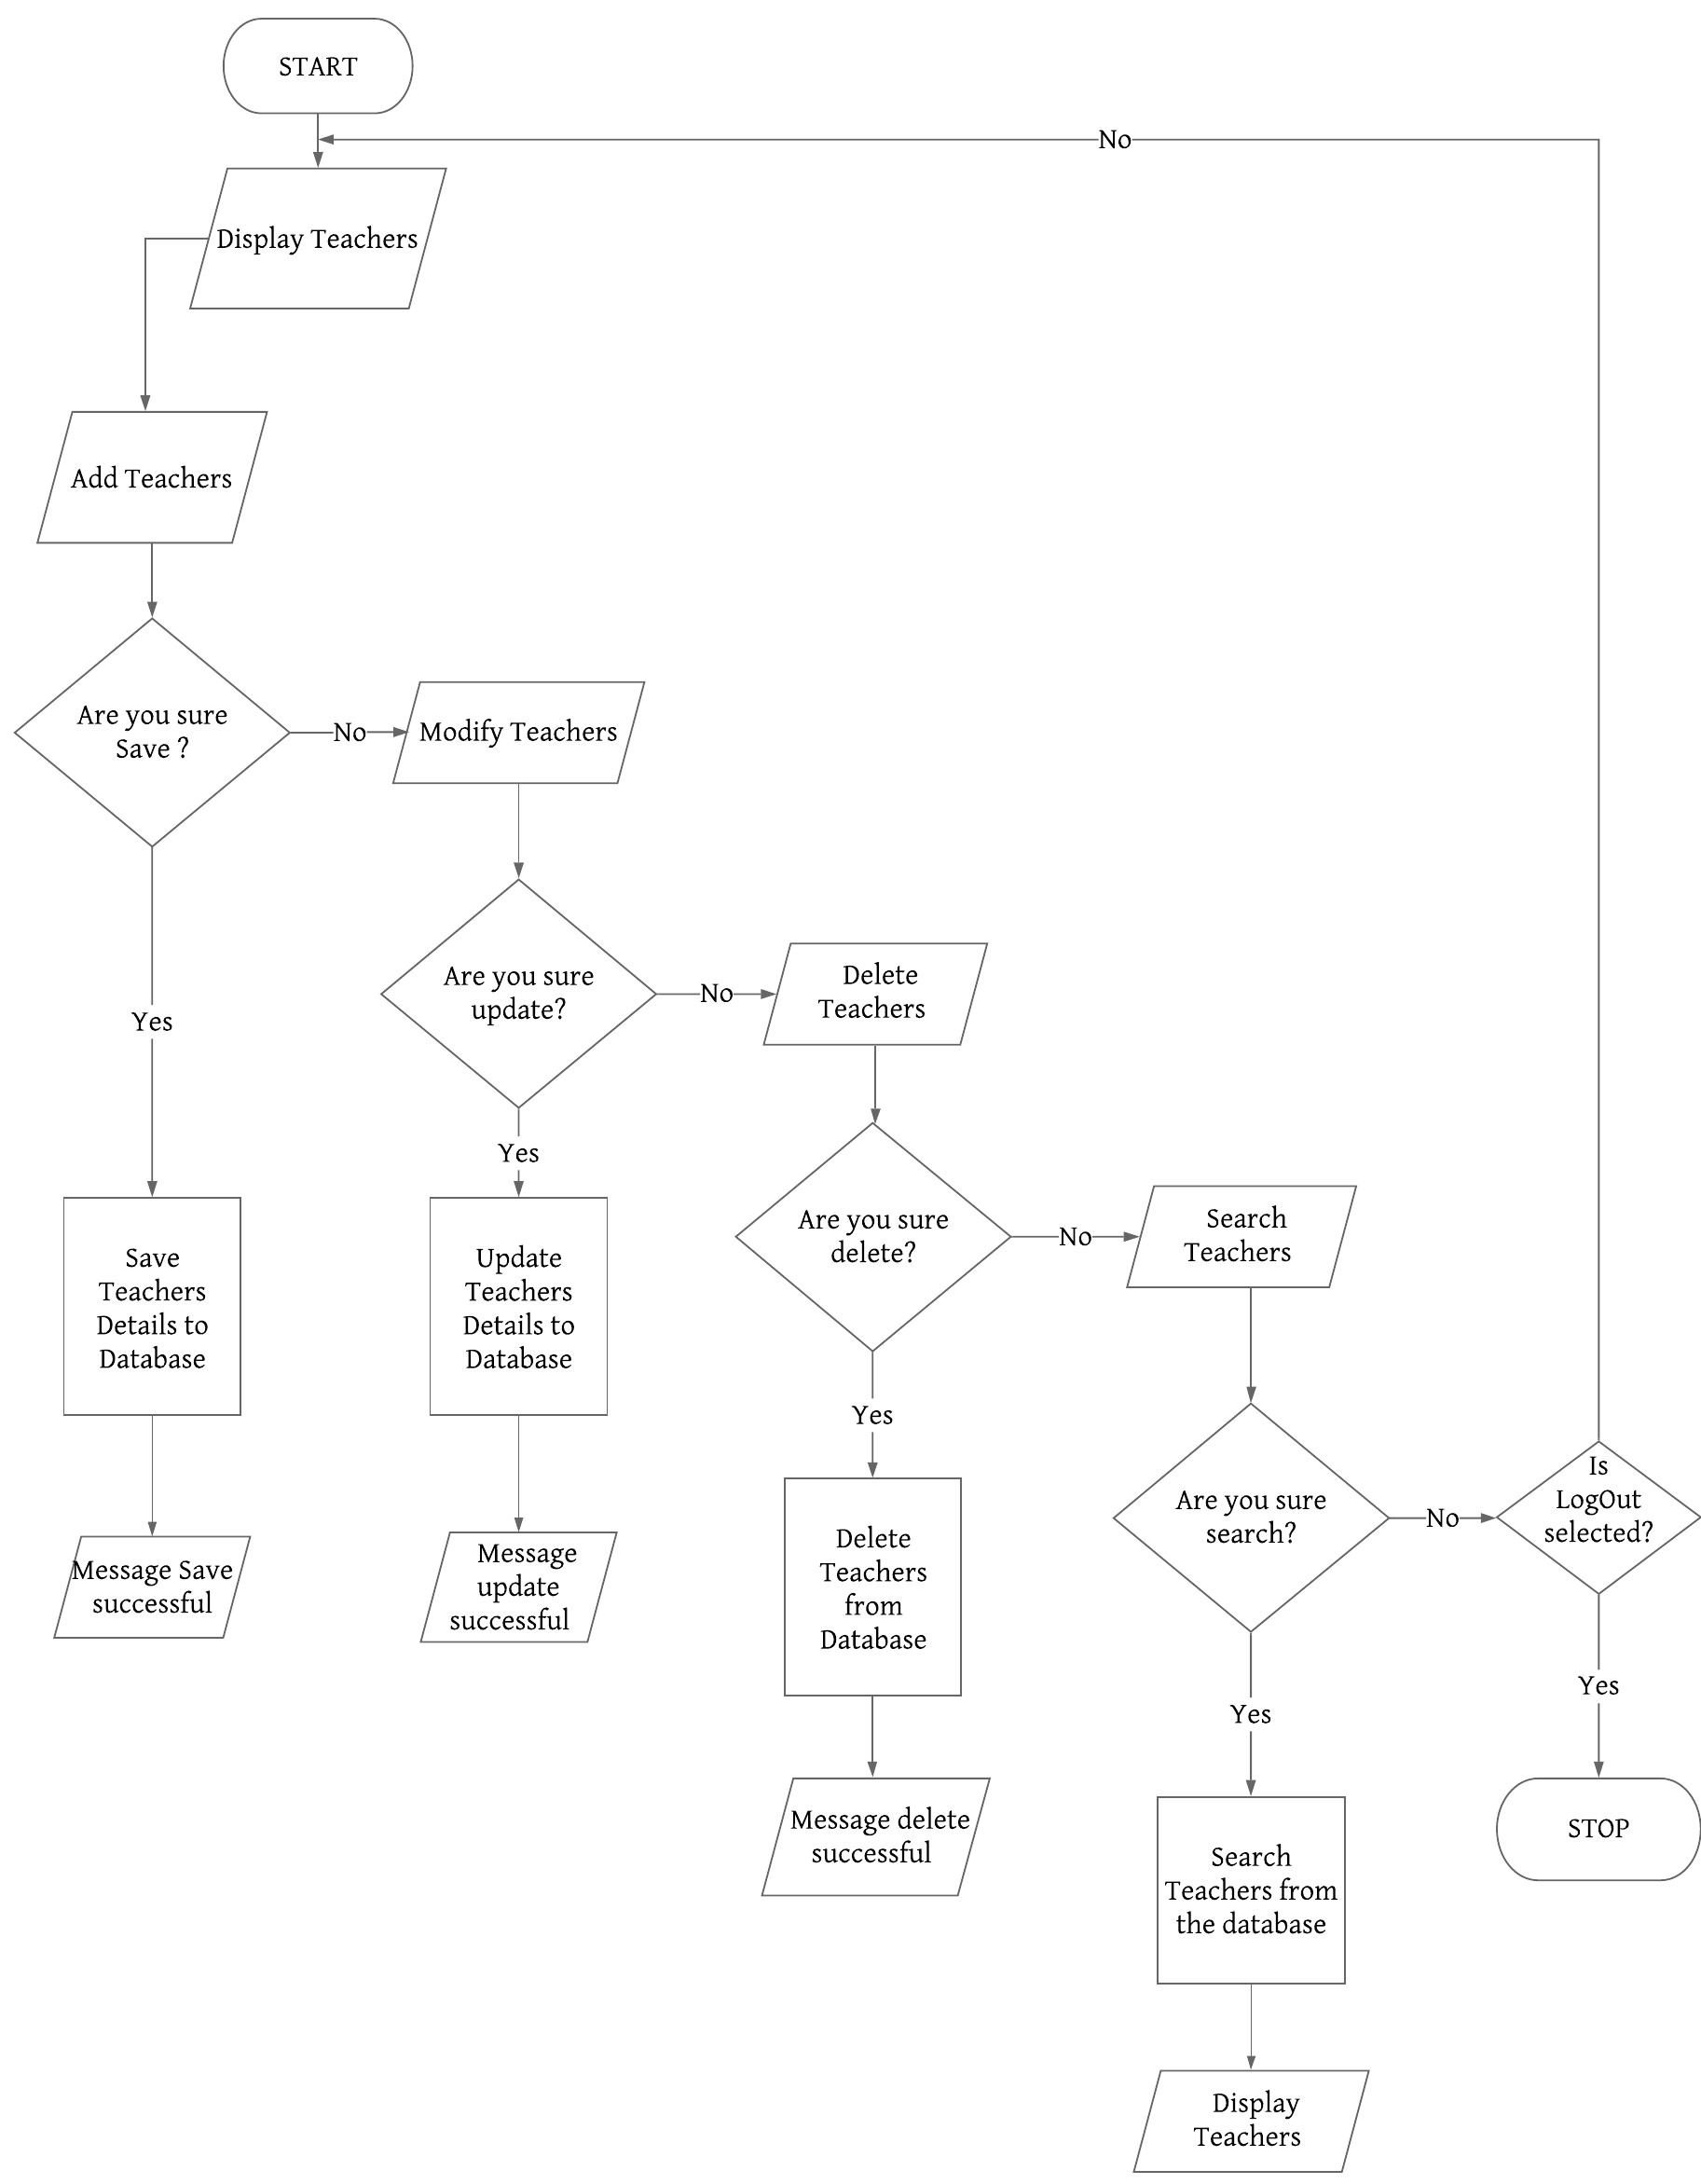 START
No
Display Teachers
Add Teachers
Are you sure
Save ?
No
Modify Teachers
Are you sure
update?
No
Delete
Teachers
Yes
Yes
Are you sure
delete?
No
Search
Teachers
Save
Teachers
Details to
Database
Update
Teachers
Details to
Database
Yes
Are you sure
search?
No
Is
LogOut
selected?
Message Save
successful
Message
update
successful
Delete
Teachers
from
Database
Yes
Yes
Message delete
successful
STOP
Search
Teachers from
the database
Display
Teachers